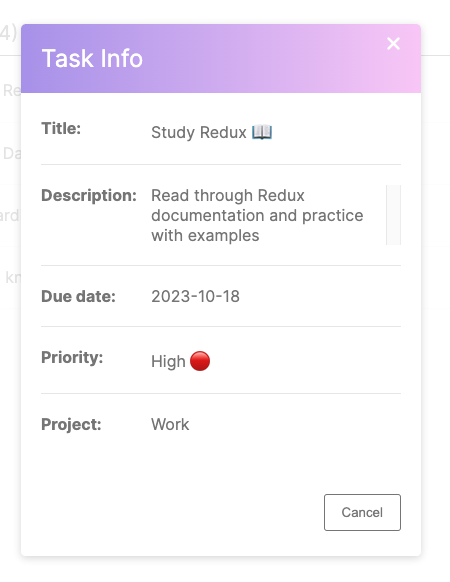 4)
Task Info
×
Re
Title: Study Redux 📖
Da
Description: Read through Redux
documentation and practice
with examples
ard
kn
Due date: 2023-10-18
Priority: High 🔴
Project: Work
Cancel